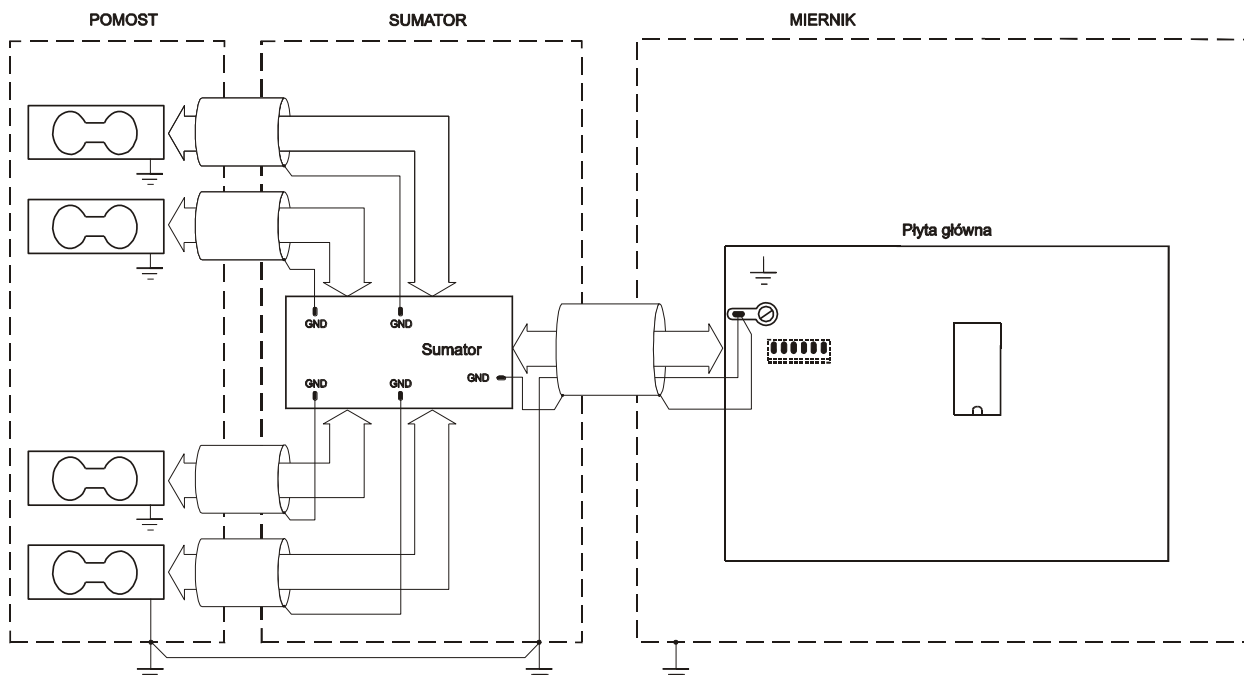 POMOST
SUMATOR
MIERNIK
Płyta główna
GND
GND
Sumator
GND
GND
GND